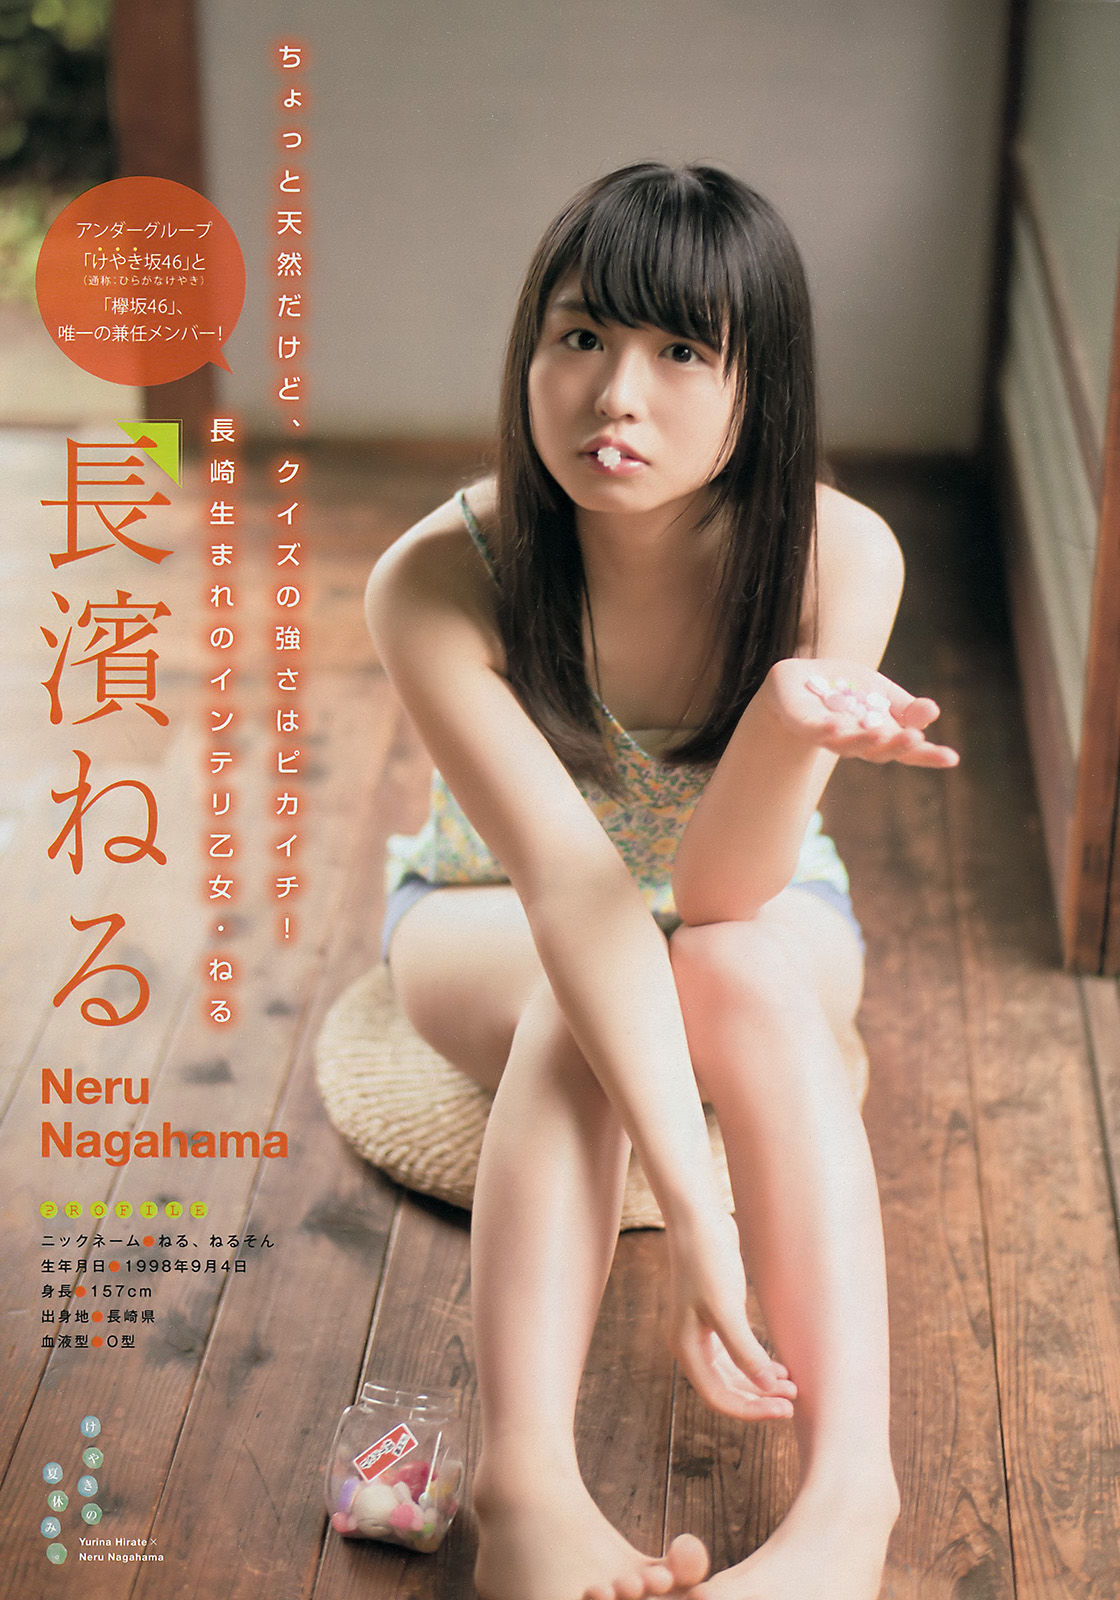 ちょっと天然だけど、クイズの強さはピカイチ！
長崎生まれのインテリ乙女・ねる
アンダーグループ
「けやき坂46」と
（通称：ひらがなけやき）
「欅坂46」、
唯一の兼任メンバー！
長濱ねる
Neru
Nagahama
PROFILE
ニックネーム●ねる、ねるそん
生年月日●1998年9月4日
身長●157cm
出身地●長崎県
血液型●O型
けやきの
夏休み。
Yurina Hirate×
Neru Nagahama